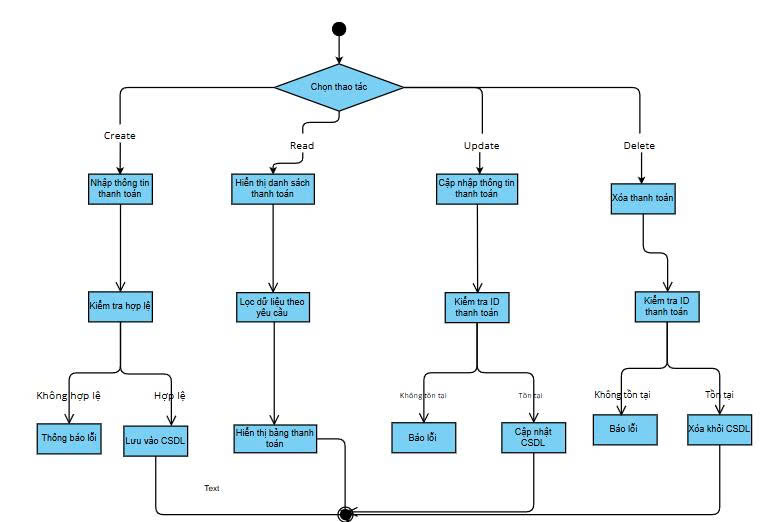 Chọn thao tác
Create
Read
Update
Delete
Nhập thông tin
thanh toán
Hiển thị danh sách
thanh toán
Cập nhập thông tin
thanh toán
Xóa thanh toán
Kiểm tra hợp lệ
Lọc dữ liệu theo
yêu cầu
Kiểm tra ID
thanh toán
Kiểm tra ID
thanh toán
Không hợp lệ
Hợp lệ
Không tồn tại
Tồn tại
Không tồn tại
Tồn tại
Thông báo lỗi
Lưu vào CSDL
Hiển thị bảng thanh
toán
Báo lỗi
Cập nhật
CSDL
Báo lỗi
Xóa khỏi CSDL
Text